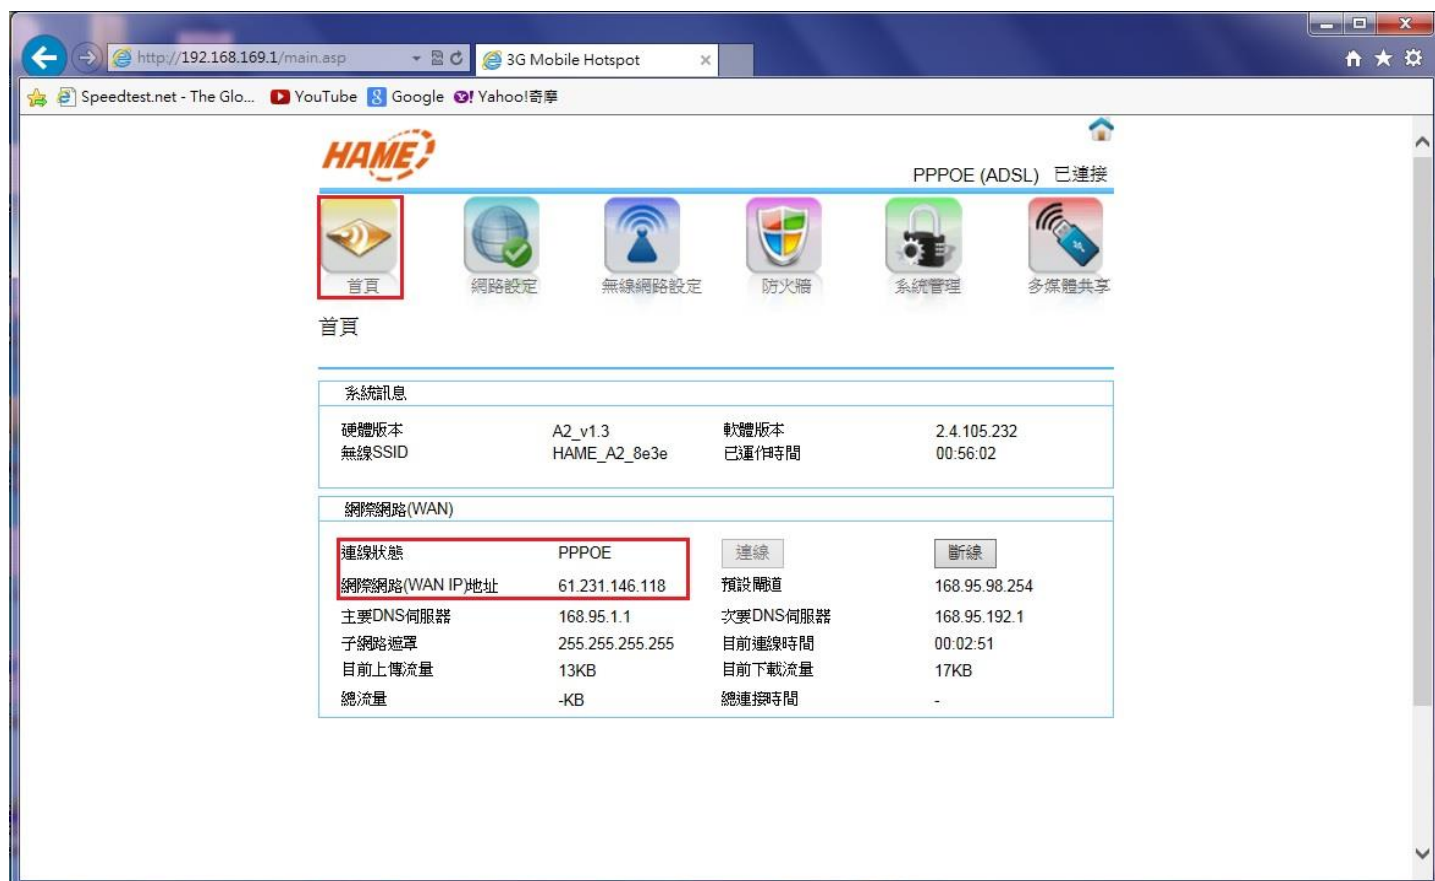 http://192.168.169.1/main.asp 3G Mobile Hotspot
Speedtest.net - The Glo... YouTube Google Yahoo!奇摩
HAME
PPPOE (ADSL) 已連接
首頁 網路設定 無線網路設定 防火牆 系統管理 多媒體共享
首頁
系統訊息
硬體版本 A2_v1.3 軟體版本 2.4.105.232
無線SSID HAME_A2_8e3e 已運作時間 00:56:02
網際網路(WAN)
連線狀態 PPPOE 連線 斷線
網際網路(WAN IP)地址 61.231.146.118 預設閘道 168.95.98.254
主要DNS伺服器 168.95.1.1 次要DNS伺服器 168.95.192.1
子網路遮罩 255.255.255.255 目前連線時間 00:02:51
目前上傳流量 13KB 目前下載流量 17KB
總流量 -KB 總連接時間 -